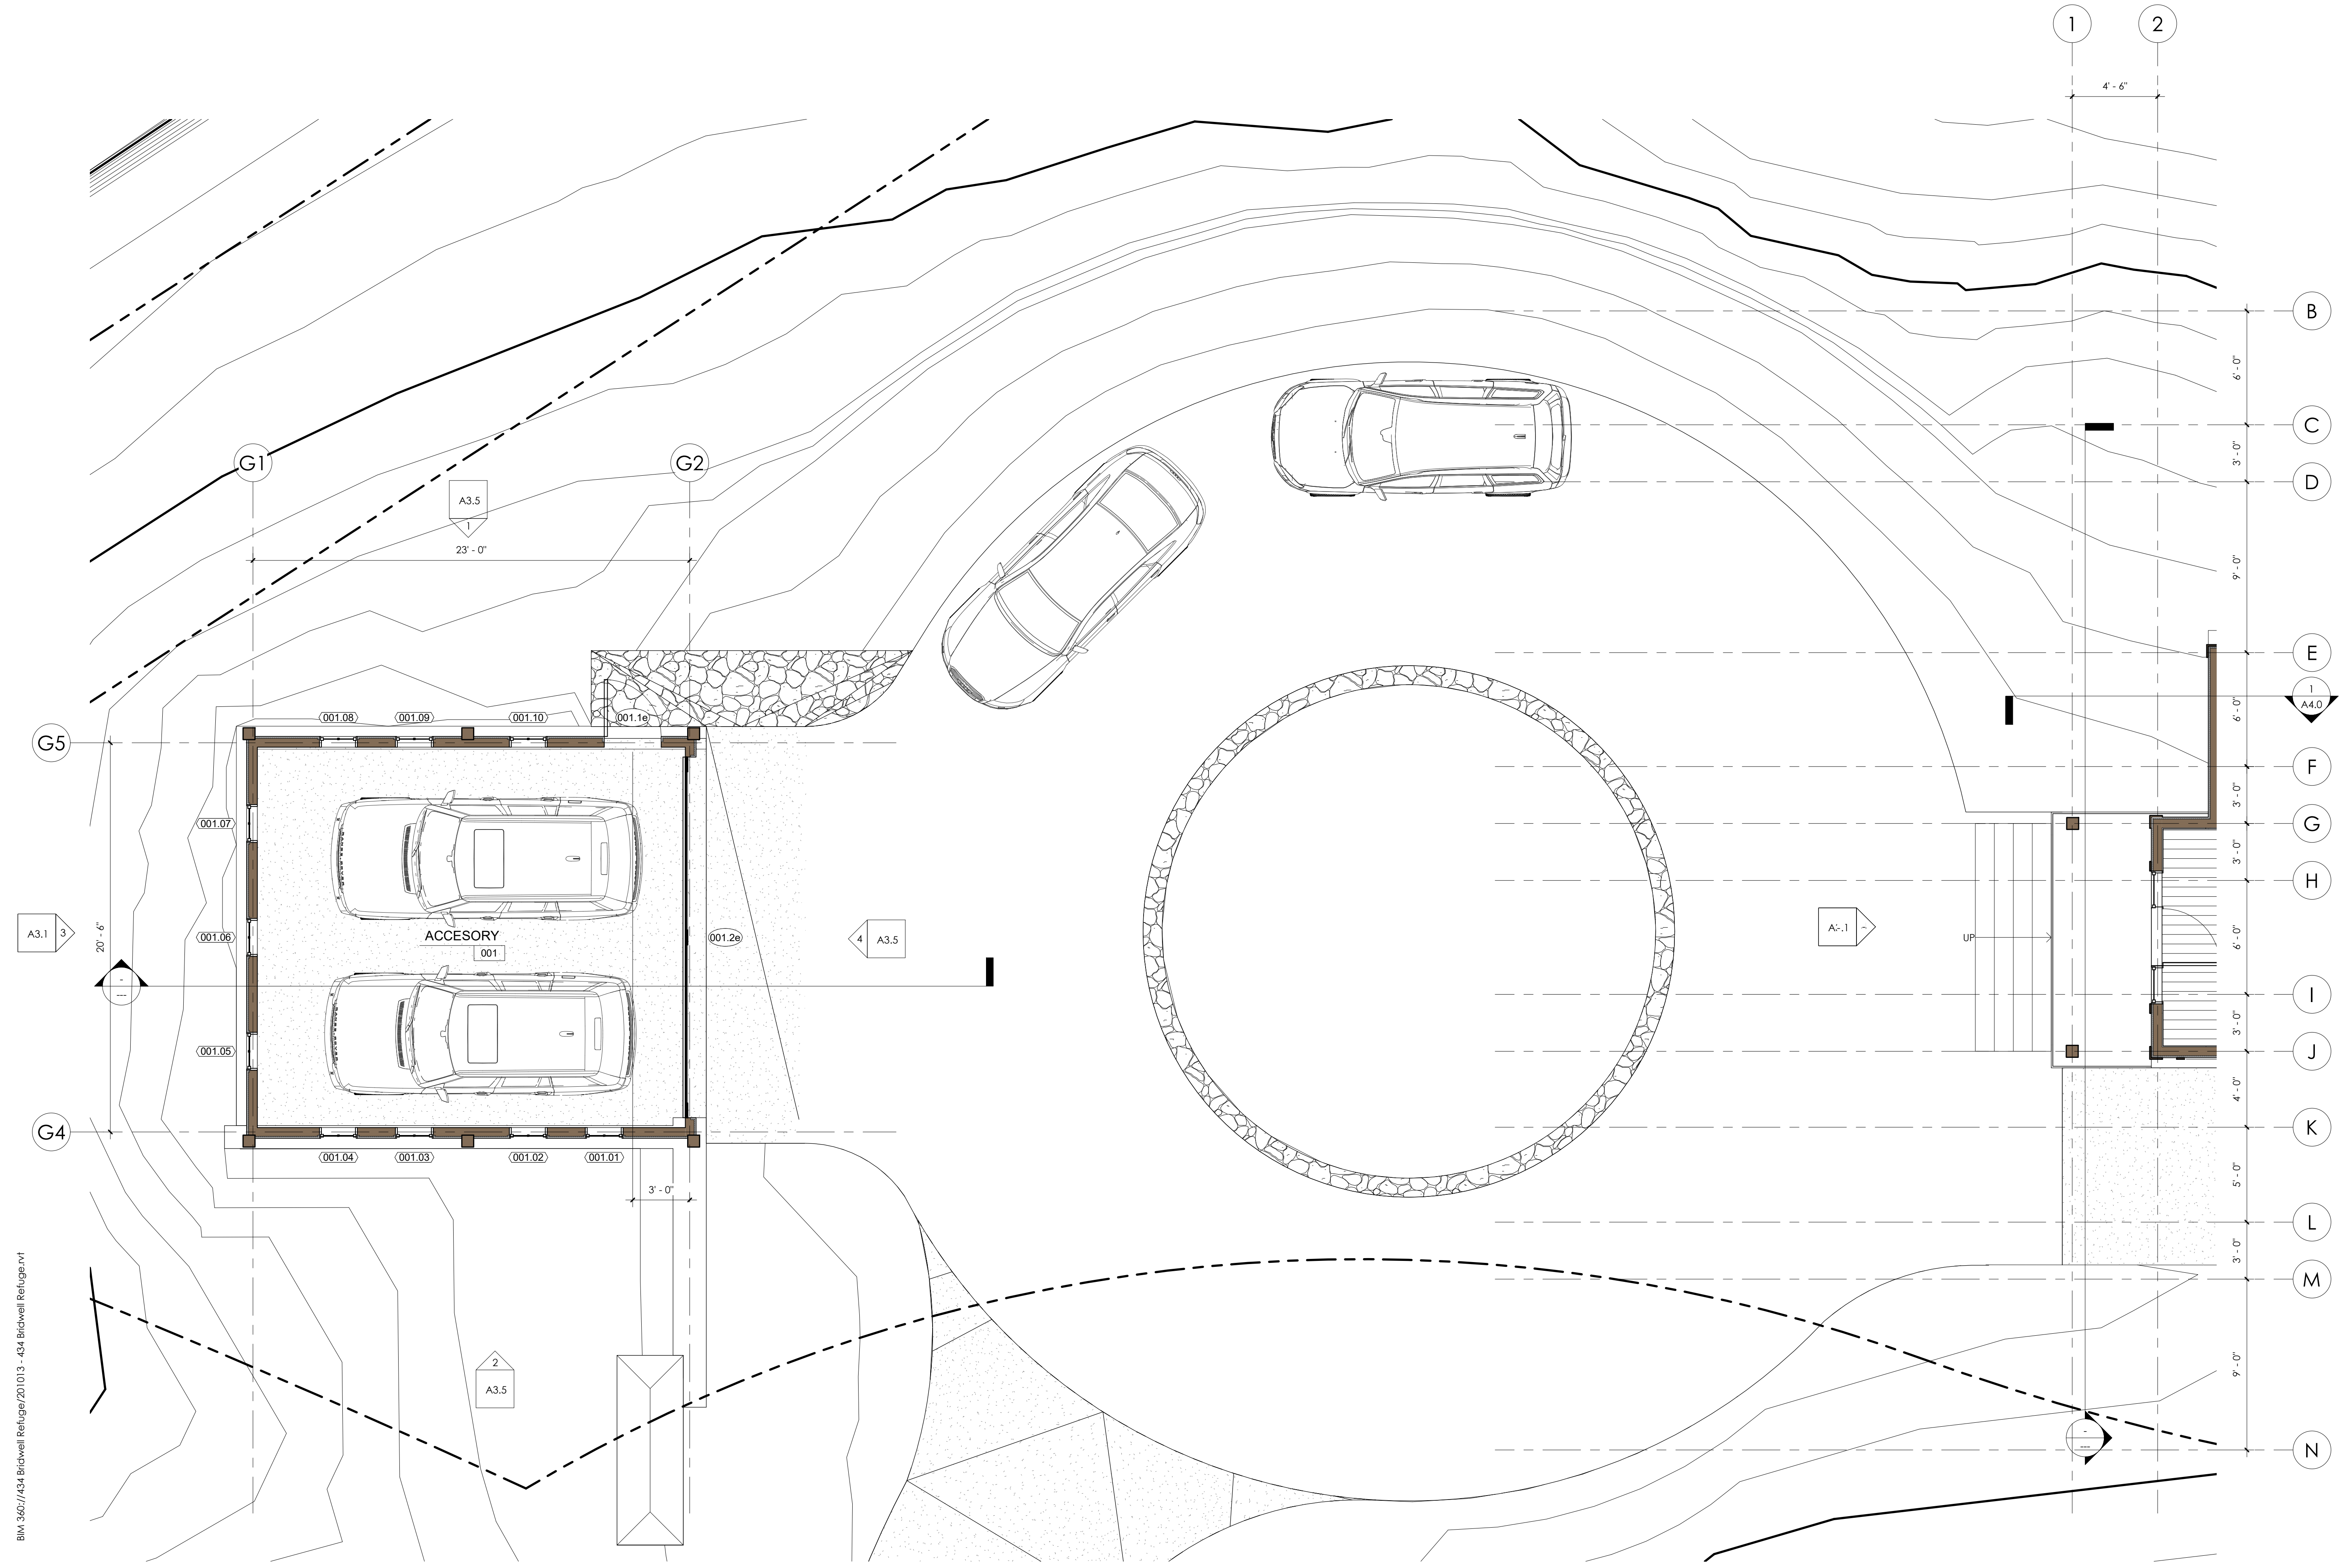 1 2
4' - 6"
B
6' - 0"
C
G1 G2
3' - 0"
A3.5
1
D
23' - 0"
9' - 0"
E
1
A4.0
6' - 0"
001.08 001.09 001.10 001.1e
G5
F
3' - 0"
001.07
G
3' - 0"
H
A3.1 3
20' - 6"
001.06
ACCESORY
001
001.2e
4 A3.5
UP
6' - 0"
-
---
I
3' - 0"
001.05
J
4' - 0"
G4
K
001.04 001.03 001.02 001.01
5' - 0"
3' - 0"
L
3' - 0"
M
2
A3.5
9' - 0"
-
---
N
BIM 360://434 Bridwell Refuge/201013 - 434 Bridwell Refuge.rvt